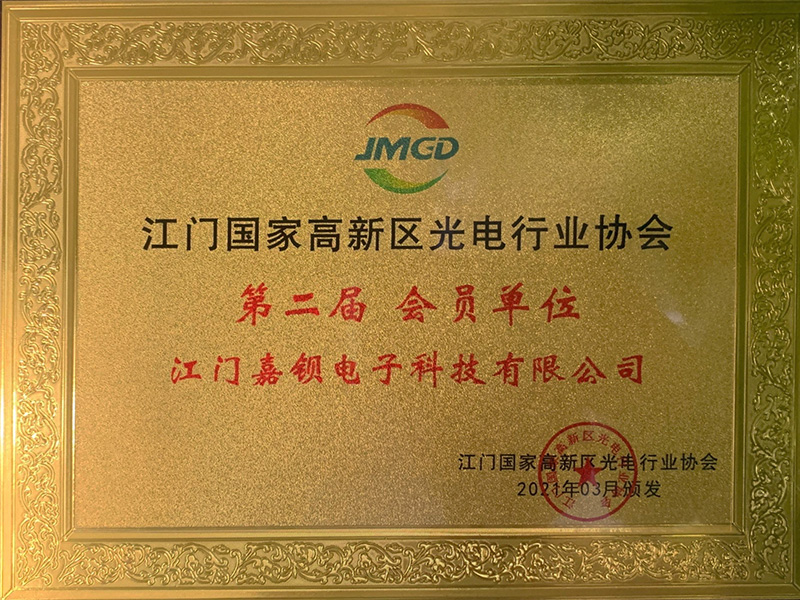 JMGD
江门国家高新区光电行业协会
第二届 会员单位
江门嘉钡电子科技有限公司
江门国家高新区光电行业协会
2021年03月颁发